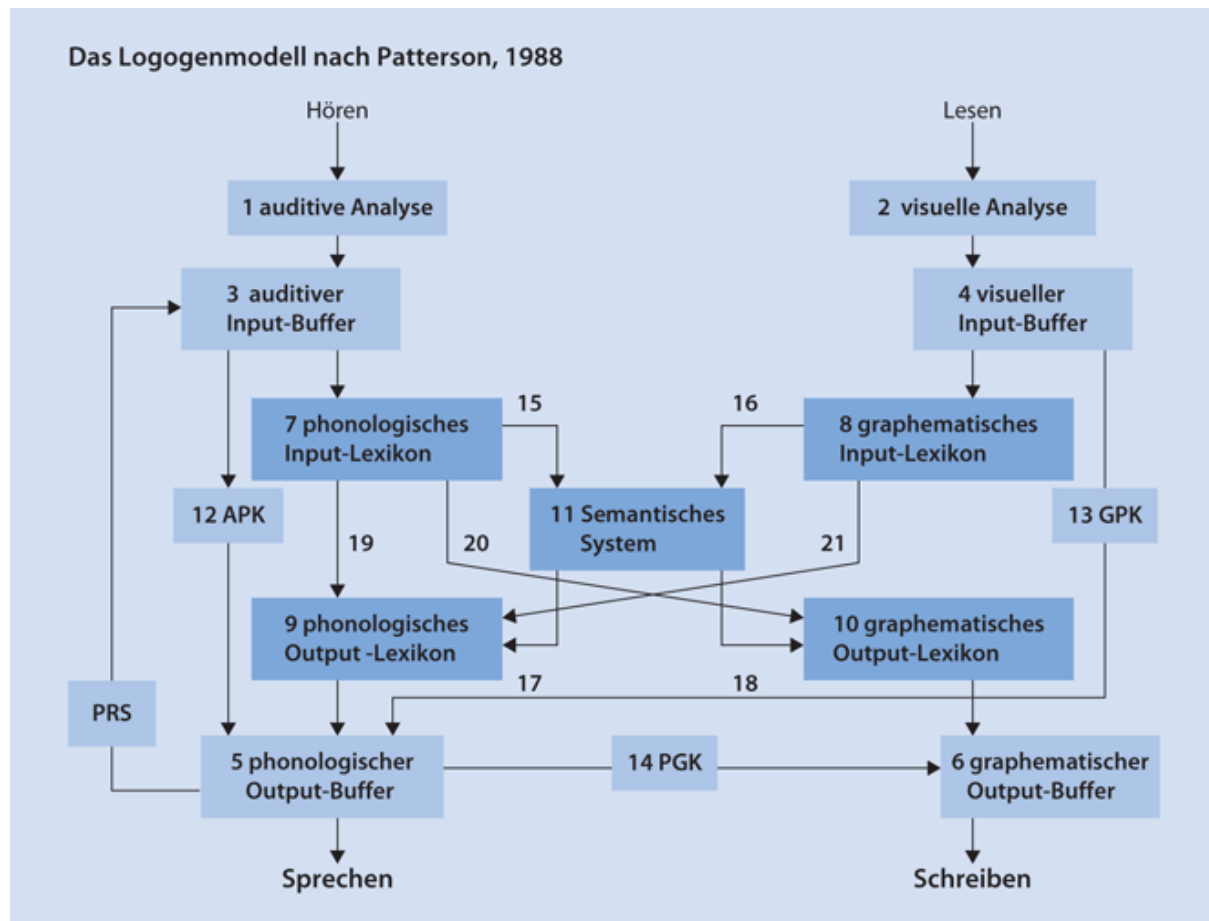 Das Logogenmodell nach Patterson, 1988
Hören
Lesen
1 auditive Analyse
2 visuelle Analyse
3 auditiver
Input-Buffer
4 visueller
Input-Buffer
7 phonologisches
Input-Lexikon
15
16
8 graphematisches
Input-Lexikon
12 APK
19
20
11 Semantisches
System
21
13 GPK
9 phonologisches
Output -Lexikon
10 graphematisches
Output-Lexikon
17
18
PRS
5 phonologischer
Output-Buffer
14 PGK
6 graphematischer
Output-Buffer
Sprechen
Schreiben